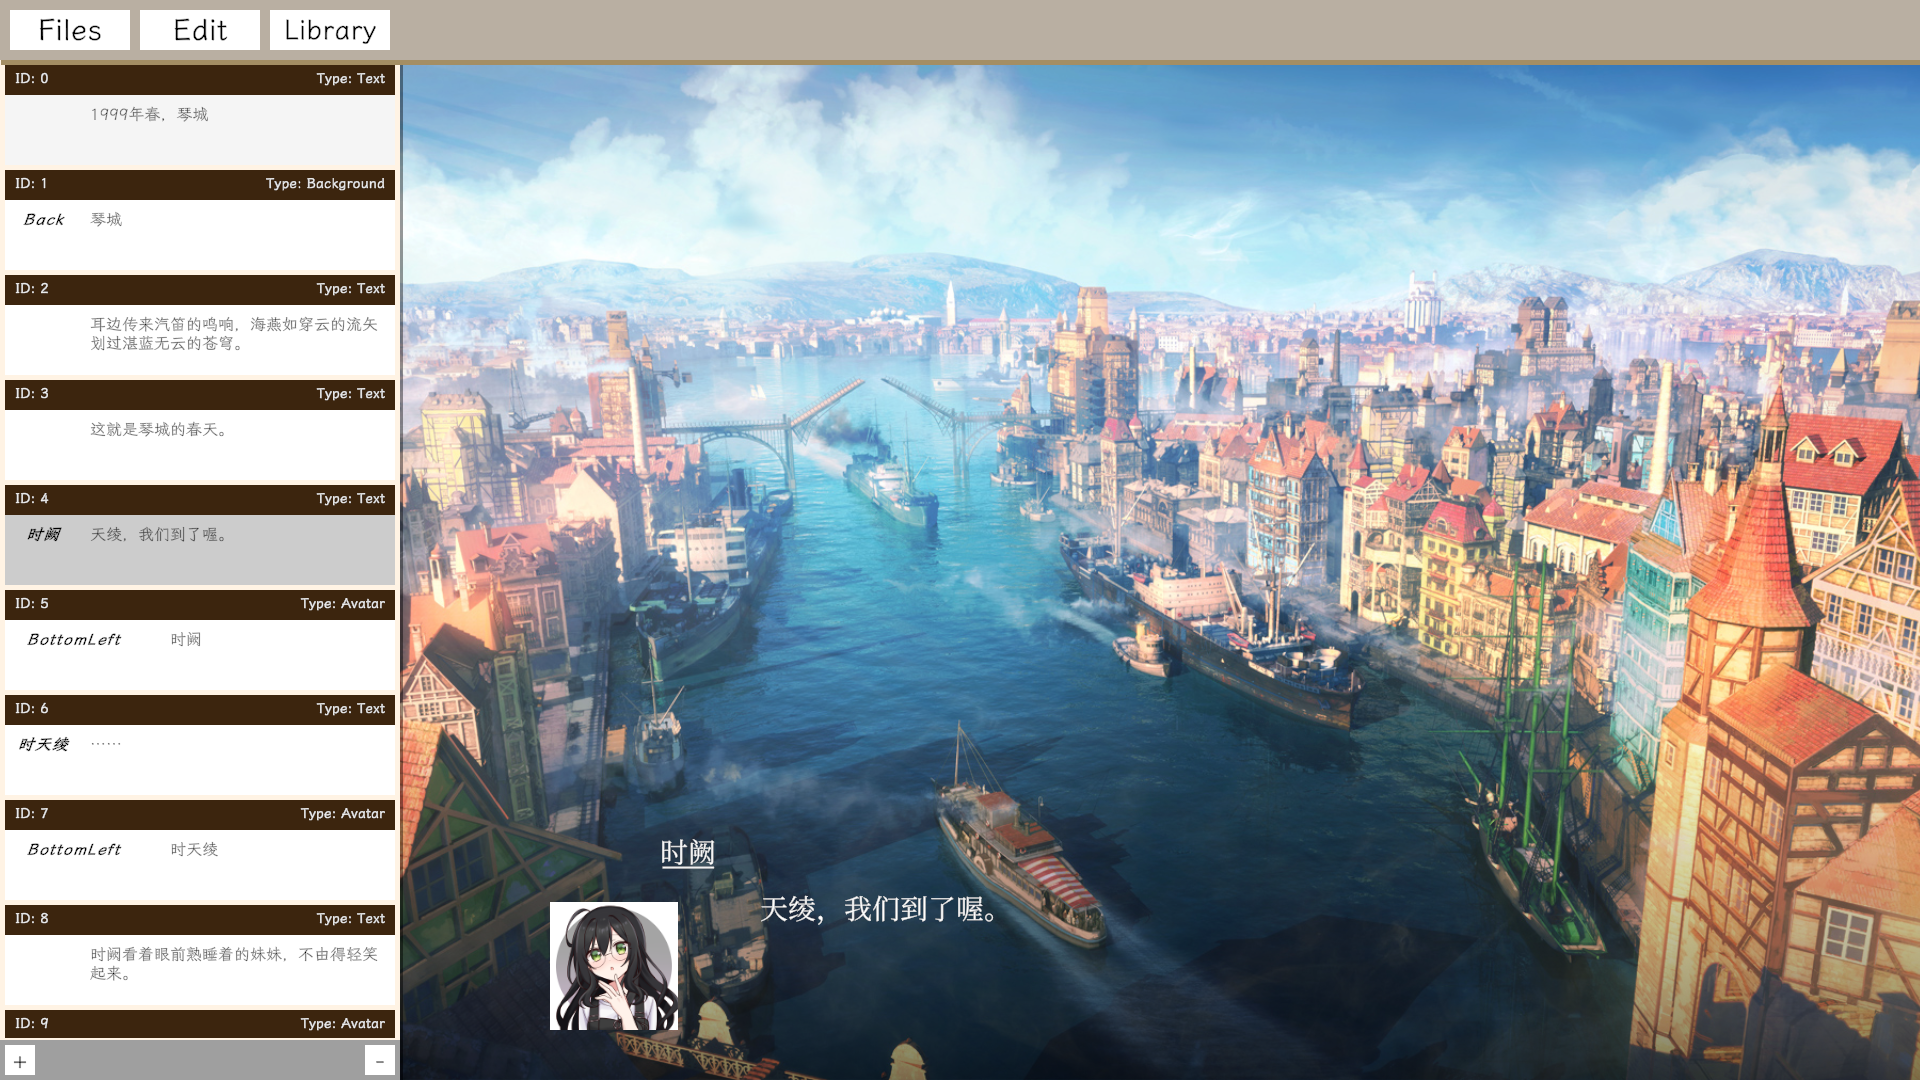 Files Edit Library
ID: 0 Type: Text
1999年春，琴城
ID: 1 Type: Background
Back 琴城
ID: 2 Type: Text
耳边传来汽笛的鸣响，海燕如穿云的流矢
划过湛蓝无云的苍穹。
ID: 3 Type: Text
这就是琴城的春天。
ID: 4 Type: Text
时阙 天绫，我们到了喔。
ID: 5 Type: Avatar
BottomLeft 时阙
ID: 6 Type: Text
时天绫 ……
ID: 7 Type: Avatar
BottomLeft 时天绫
ID: 8 Type: Text
时阙看着眼前熟睡着的妹妹，不由得轻笑
起来。
ID: 9 Type: Avatar
+ -
时阙
天绫，我们到了喔。